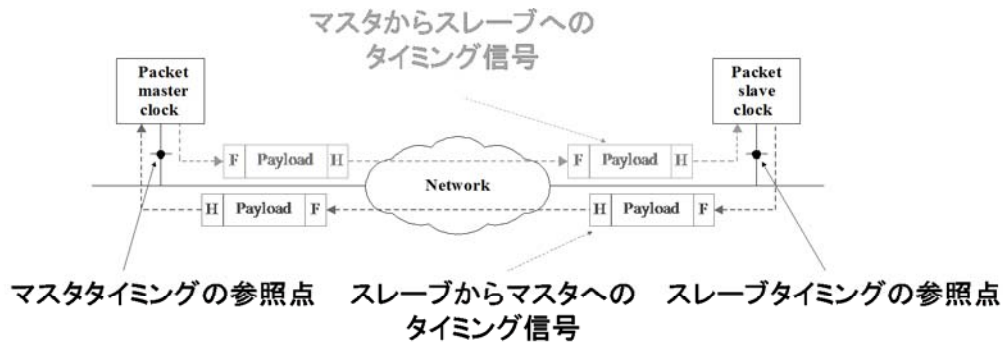 マスタからスレーブへの
タイミング信号
Packet
master
clock
Packet
slave
clock
F Payload H
F Payload H
Network
H Payload F
H Payload F
マスタタイミングの参照点
スレーブからマスタへの
タイミング信号
スレーブタイミングの参照点